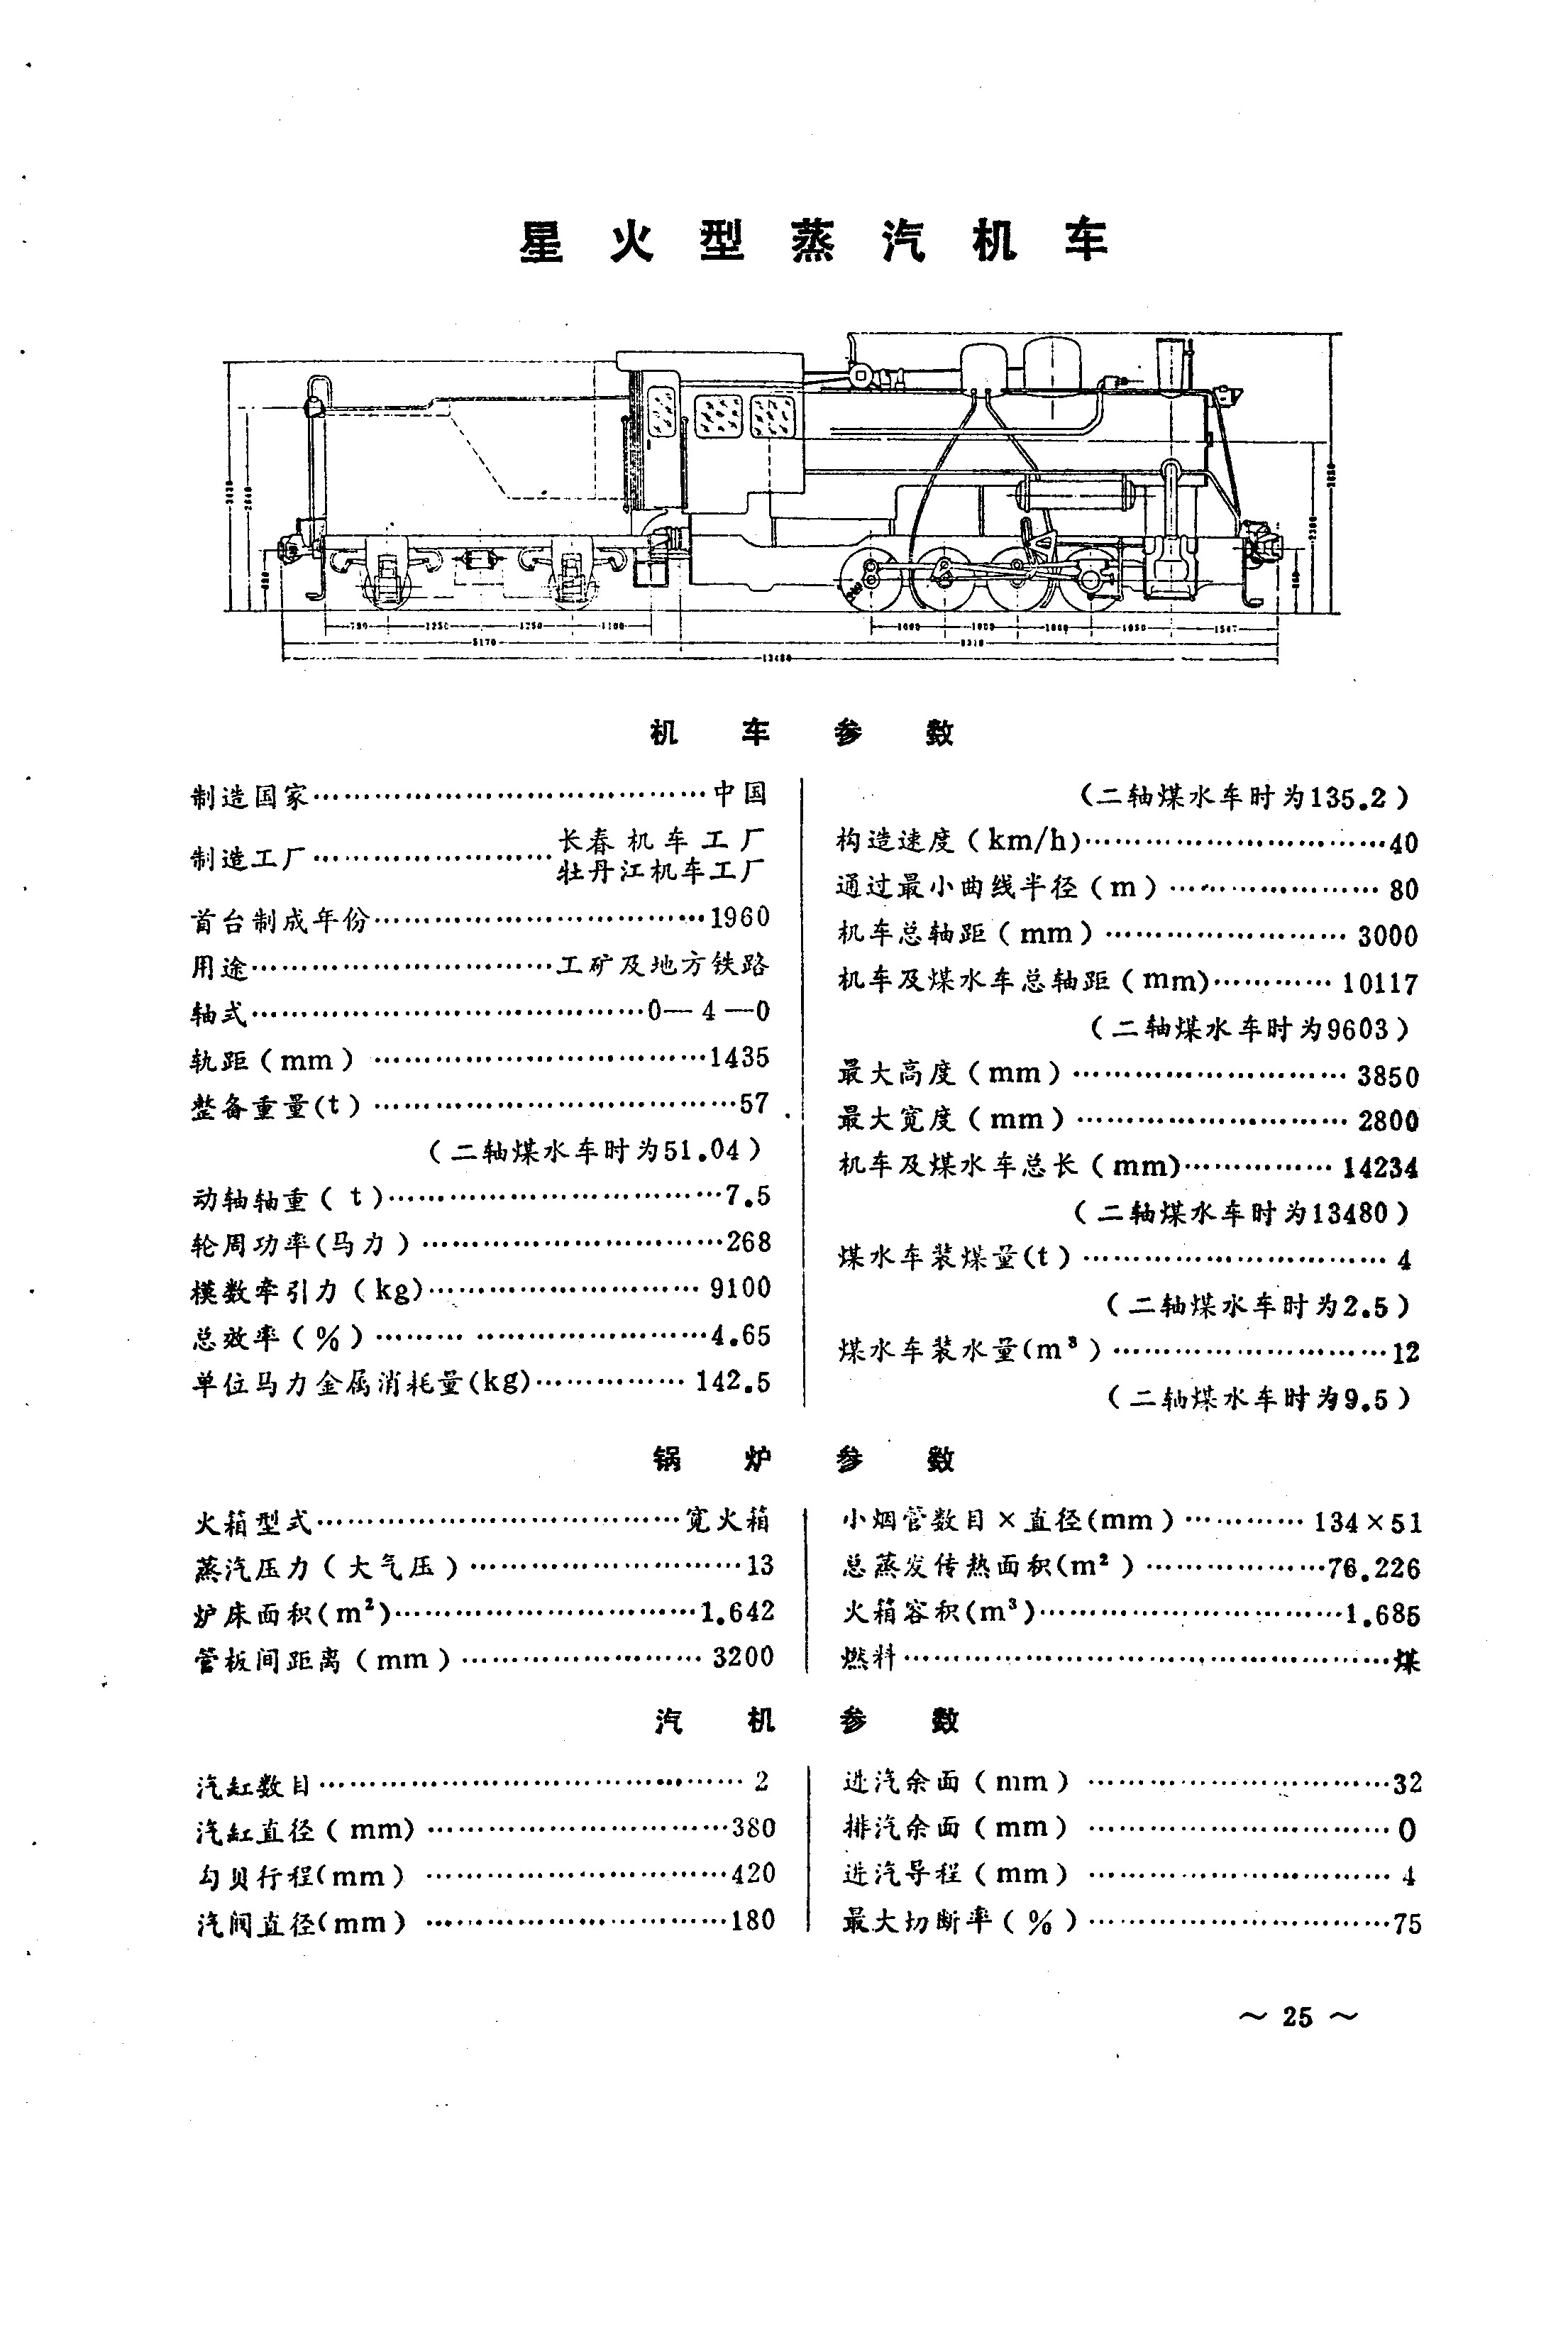 星火型蒸汽机车
5170
13480
机车参数
制造国家……中国
制造工厂……长春机车工厂
牡丹江机车工厂
首台制成年份……1960
用途……工矿及地方铁路
轴式……0—4—0
轨距(mm)……1435
整备重量(t)……57
(二轴煤水车时为51.04)
动轴轴重(t)……7.5
轮周功率(马力)……268
模数牵引力(kg)……9100
总效率(%)……4.65
单位马力金属消耗量(kg)……142.5
(二轴煤水车时为135.2)
构造速度(km/h)……40
通过最小曲线半径(m)……80
机车总轴距(mm)……3000
机车及煤水车总轴距(mm)……10117
(二轴煤水车时为9603)
最大高度(mm)……3850
最大宽度(mm)……2800
机车及煤水车总长(mm)……14234
(二轴煤水车时为13480)
煤水车装煤量(t)……4
(二轴煤水车时为2.5)
煤水车装水量(m³)……12
(二轴煤水车时为9.5)
锅炉参数
火箱型式……宽火箱
蒸汽压力(大气压)……13
炉床面积(m²)……1.642
管板间距离(mm)……3200
小烟管数目×直径(mm)……134×51
总蒸发传热面积(m²)……76.226
火箱容积(m³)……1.685
燃料……煤
汽机参数
汽缸数目……2
汽缸直径(mm)……380
勾贝行程(mm)……420
汽阀直径(mm)……180
进汽余面(mm)……32
排汽余面(mm)……0
进汽导程(mm)……4
最大切断率(%)……75
～25～